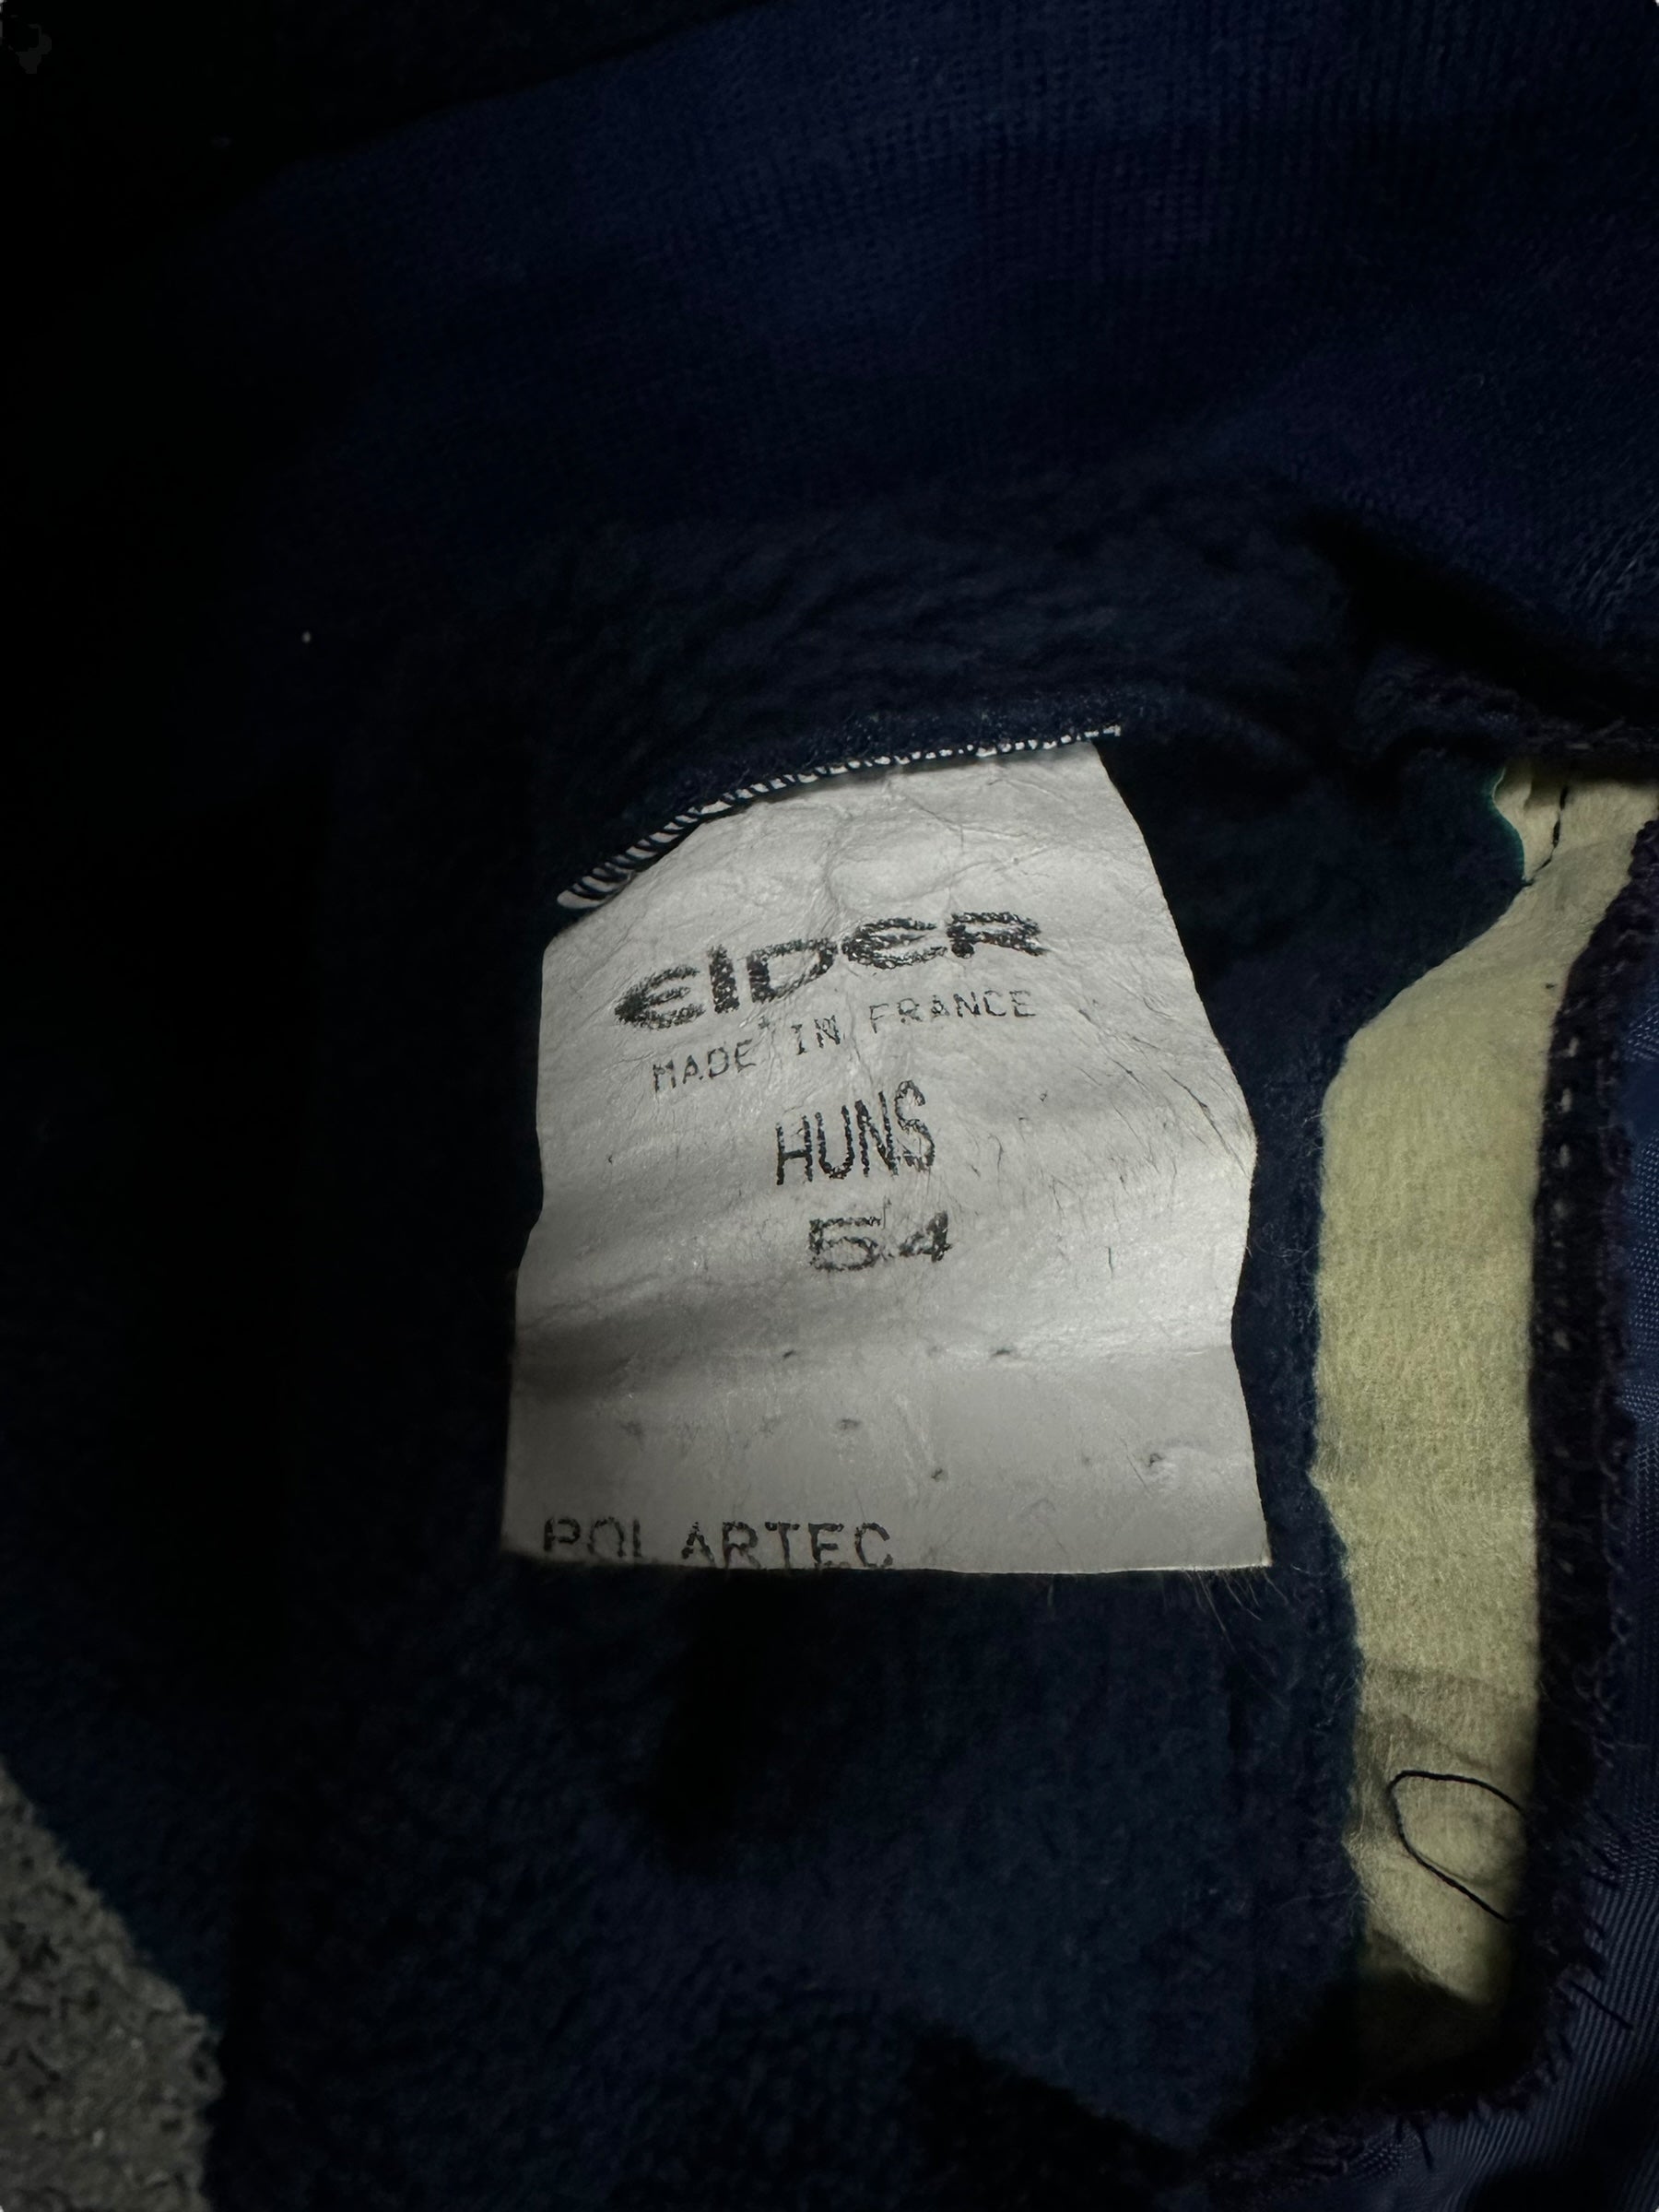 EIDER
MADE IN FRANCE
HUNS
54
POLARTEC